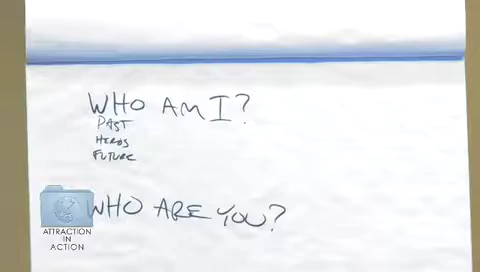 WHO AM I?
PAST
HEROS
FUTURE
WHO ARE YOU?
ATTRACTION
IN
ACTION